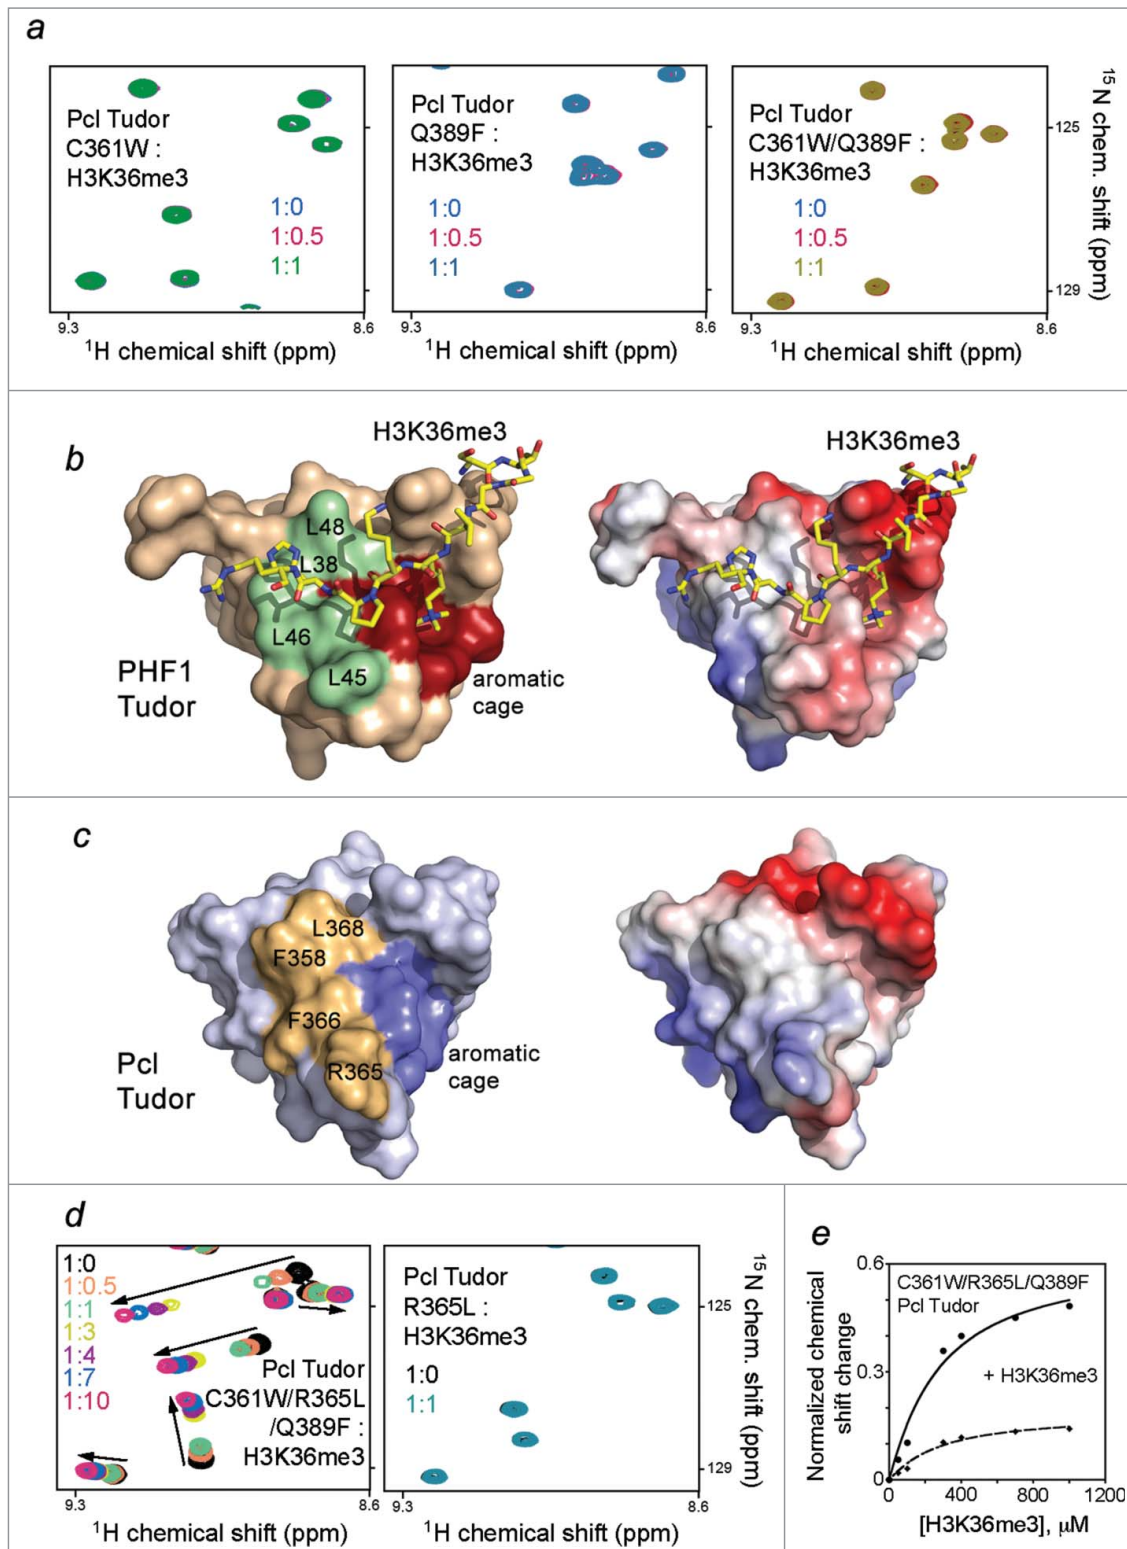 a
Pcl Tudor
C361W :
H3K36me3
1:0
1:0.5
1:1
9.3
8.6
¹H chemical shift (ppm)
Pcl Tudor
Q389F :
H3K36me3
1:0
1:0.5
1:1
9.3
8.6
¹H chemical shift (ppm)
Pcl Tudor
C361W/Q389F :
H3K36me3
1:0
1:0.5
1:1
9.3
8.6
¹H chemical shift (ppm)
125
129
¹⁵N chem. shift (ppm)
b
H3K36me3
L48
L38
L46
L45
PHF1
Tudor
aromatic
cage
H3K36me3
c
L368
F358
F366
R365
Pcl
Tudor
aromatic
cage
d
1:0
1:0.5
1:1
1:3
1:4
1:7
1:10
Pcl Tudor
C361W/R365L
/Q389F :
H3K36me3
9.3
8.6
¹H chemical shift (ppm)
Pcl Tudor
R365L :
H3K36me3
1:0
1:1
9.3
8.6
¹H chemical shift (ppm)
125
129
¹⁵N chem. shift (ppm)
e
0.6
0.3
0
C361W/R365L/Q389F
Pcl Tudor
+ H3K36me3
Normalized chemical
shift change
0
400
800
1200
[H3K36me3], μM